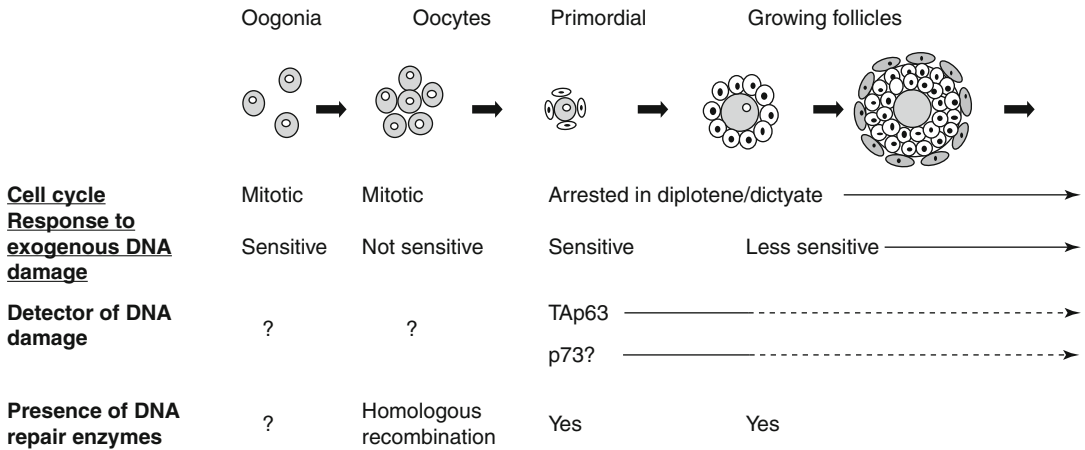 Oogonia Oocytes Primordial Growing follicles
Cell cycle Mitotic Mitotic Arrested in diplotene/dictyate
Response to
exogenous DNA Sensitive Not sensitive Sensitive Less sensitive
damage
Detector of DNA TAp63
damage ? ?
p73?
Presence of DNA Homologous
repair enzymes ? recombination Yes Yes